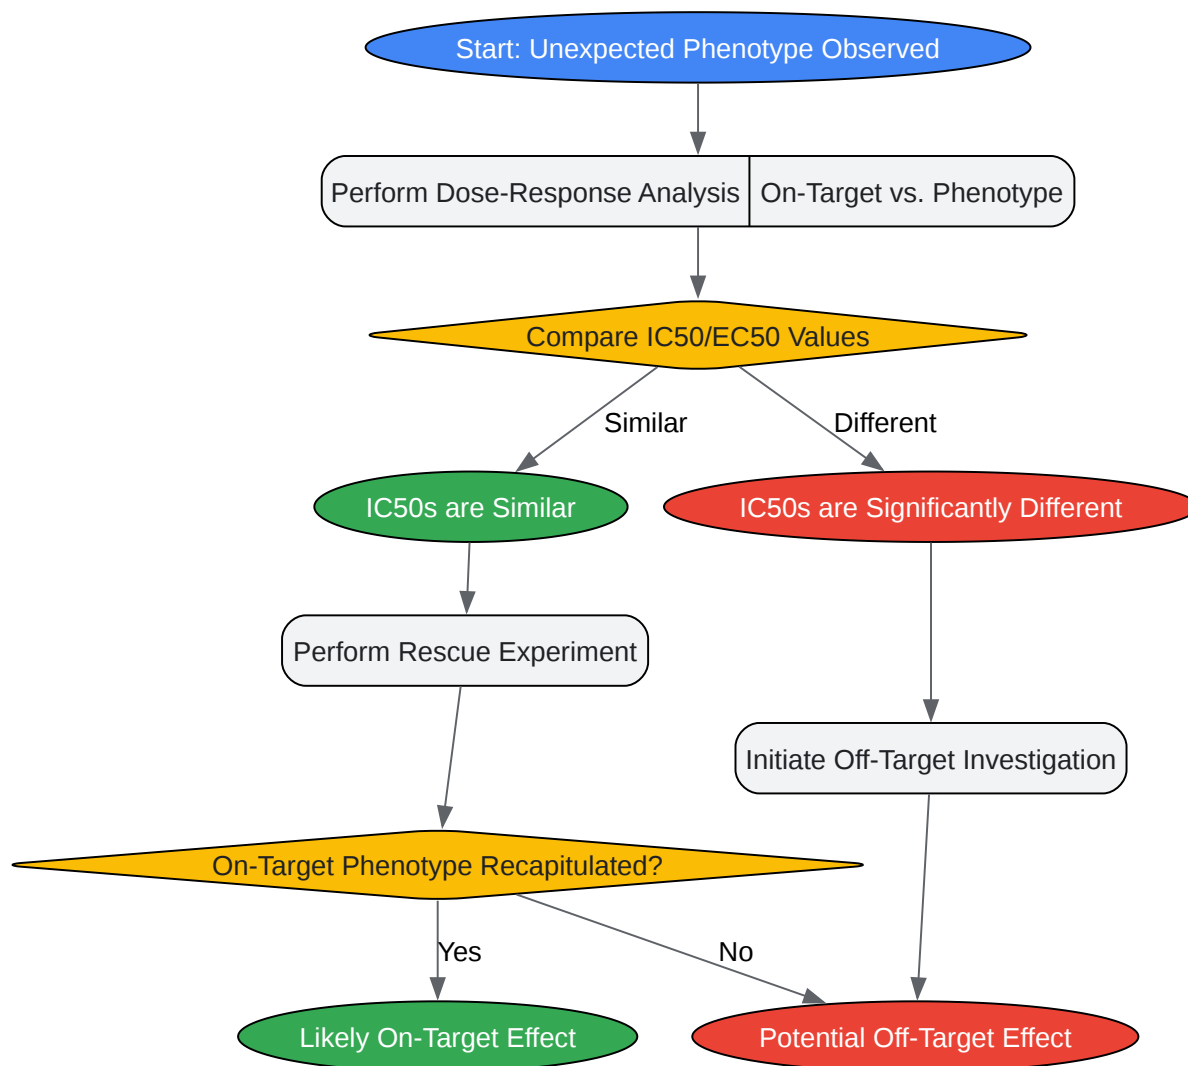 Start: Unexpected Phenotype Observed
Perform Dose-Response Analysis
On-Target vs. Phenotype
Compare IC50/EC50 Values
Similar
Different
IC50s are Similar
IC50s are Significantly Different
Perform Rescue Experiment
Initiate Off-Target Investigation
On-Target Phenotype Recapitulated?
Yes
No
Likely On-Target Effect
Potential Off-Target Effect